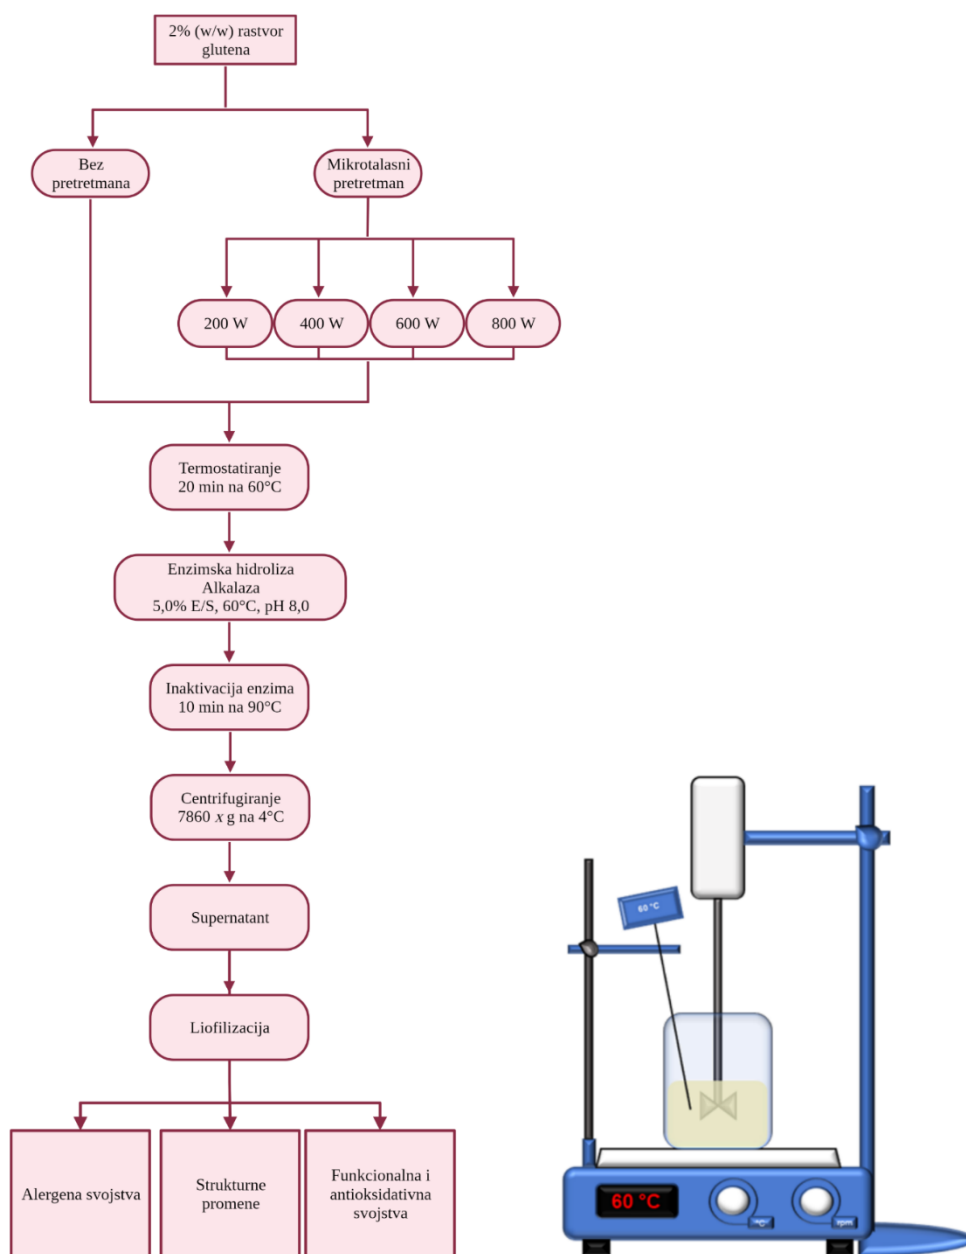 2% (w/w) rastvor
glutena
Bez
pretretmana
Mikrotalasni
pretretman
200 W
400 W
600 W
800 W
Termostatiranje
20 min na 60°C
Enzimska hidroliza
Alkalaza
5,0% E/S, 60°C, pH 8,0
Inaktivacija enzima
10 min na 90°C
Centrifugiranje
7860 x g na 4°C
Supernatant
Liofilizacija
Alergena svojstva
Strukturne
promene
Funkcionalna i
antioksidativna
svojstva
60 °C
60 °C
°C
rpm